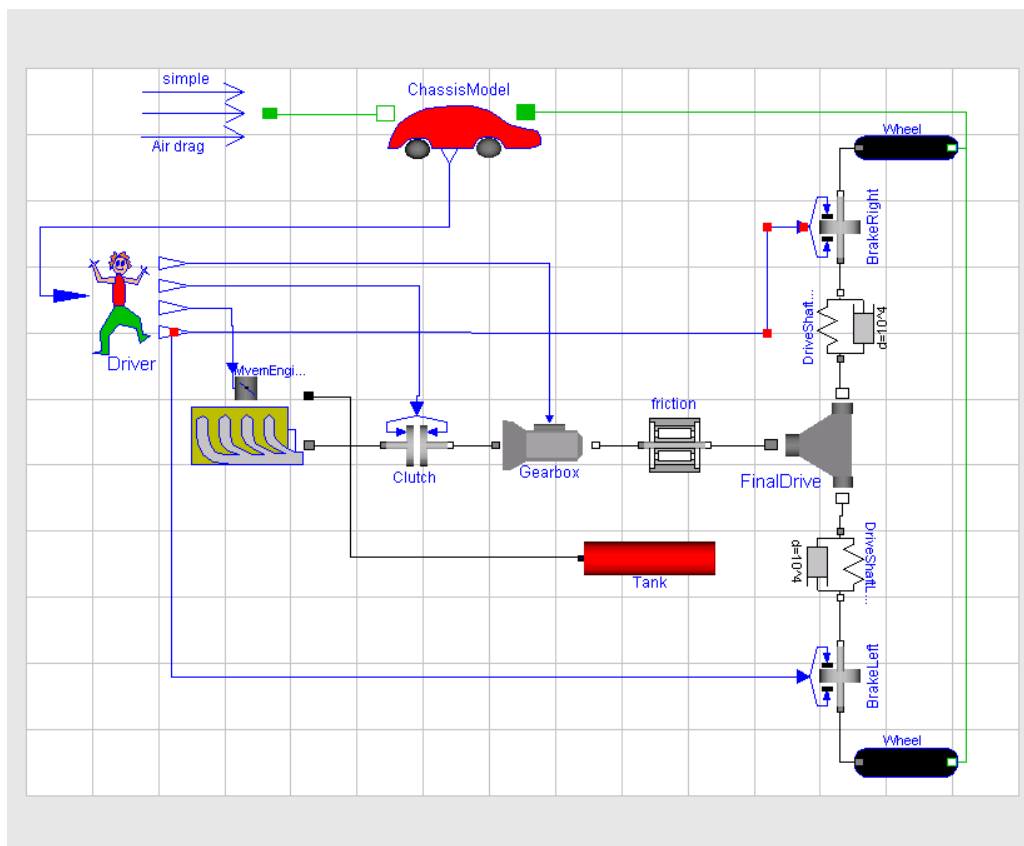 simple
ChassisModel
Air drag
Wheel
BrakeRight
DriveShaft...
d=10^4
Driver
MvemEngi...
friction
Clutch
Gearbox
FinalDrive
d=10^4
DriveShaftL...
Tank
BrakeLeft
Wheel